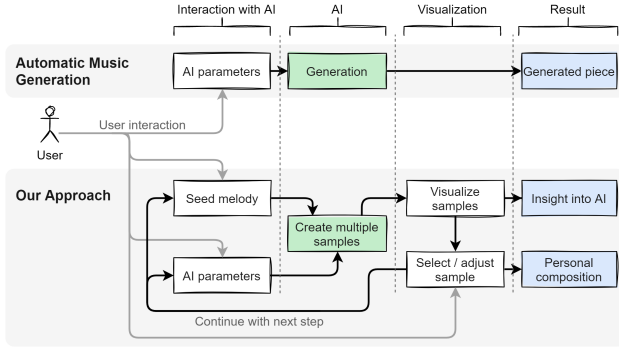 Interaction with AI
AI
Visualization
Result
Automatic Music
Generation
AI parameters
Generation
Generated piece
User interaction
User
Our Approach
Seed melody
Visualize
samples
Insight into AI
Create multiple
samples
AI parameters
Select / adjust
sample
Personal
composition
Continue with next step